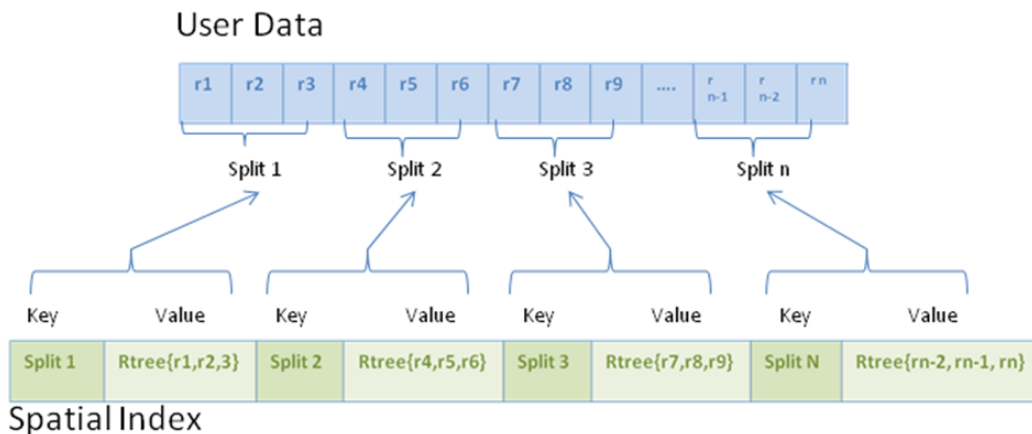 User Data
r1 r2 r3 r4 r5 r6 r7 r8 r9 .... r r r n
n-1 n-2
Split 1 Split 2 Split 3 Split n
Key Value Key Value Key Value Key Value
Split 1 Rtree{r1,r2,3} Split 2 Rtree{r4,r5,r6} Split 3 Rtree{r7,r8,r9} Split N Rtree{rn-2, rn-1, rn}
Spatial Index